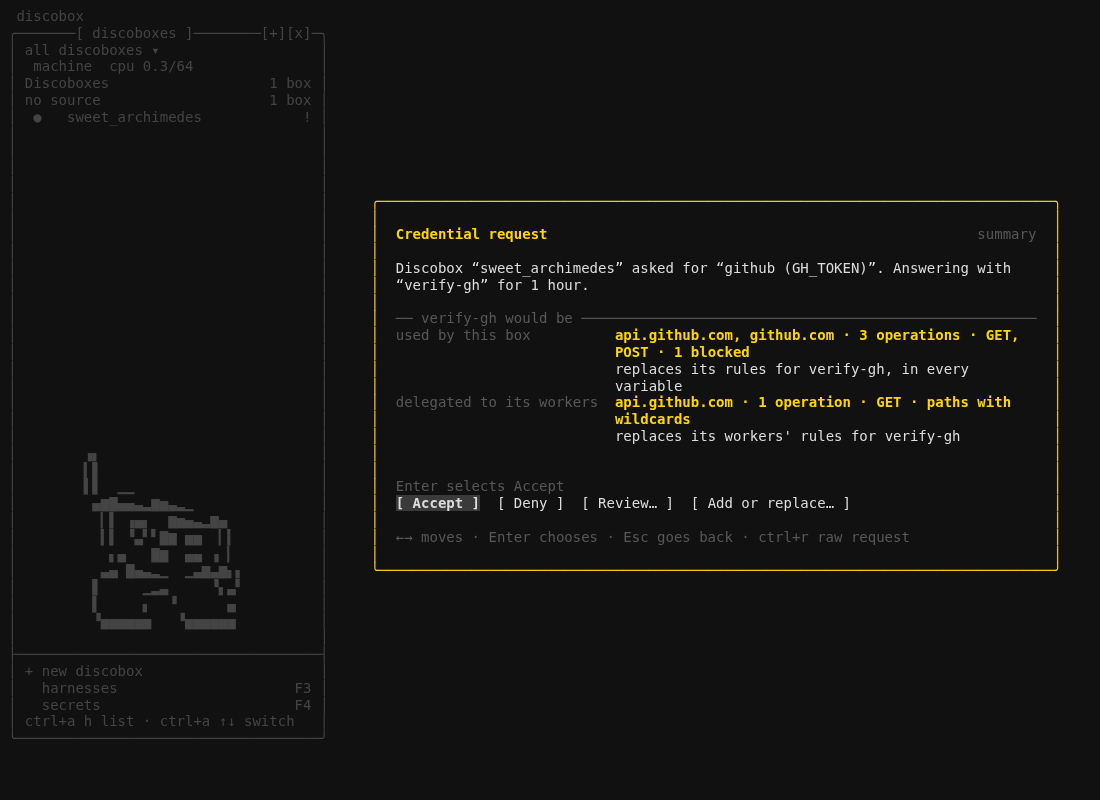 discobox
[ discoboxes ] [+][x]
all discoboxes ▾
machine cpu 0.3/64
Discoboxes 1 box
no source 1 box
● sweet_archimedes !
Credential request summary
Discobox “sweet_archimedes” asked for “github (GH_TOKEN)”. Answering with
“verify-gh” for 1 hour.
verify-gh would be
used by this box api.github.com, github.com · 3 operations · GET,
POST · 1 blocked
replaces its rules for verify-gh, in every
variable
delegated to its workers api.github.com · 1 operation · GET · paths with
wildcards
replaces its workers' rules for verify-gh
Enter selects Accept
[ Accept ] [ Deny ] [ Review… ] [ Add or replace… ]
←→ moves · Enter chooses · Esc goes back · ctrl+r raw request
+ new discobox
harnesses F3
secrets F4
ctrl+a h list · ctrl+a ↑↓ switch